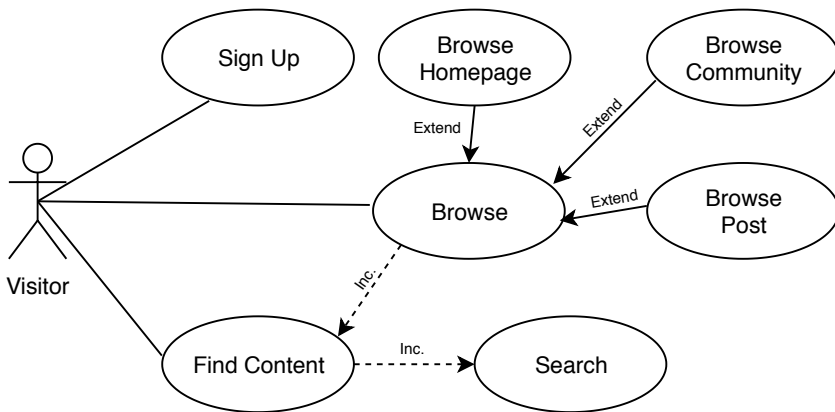 Sign Up
Browse
Homepage
Browse
Community
Extend
Extend
Browse
Extend
Browse
Post
Visitor
Inc.
Find Content
Inc.
Search